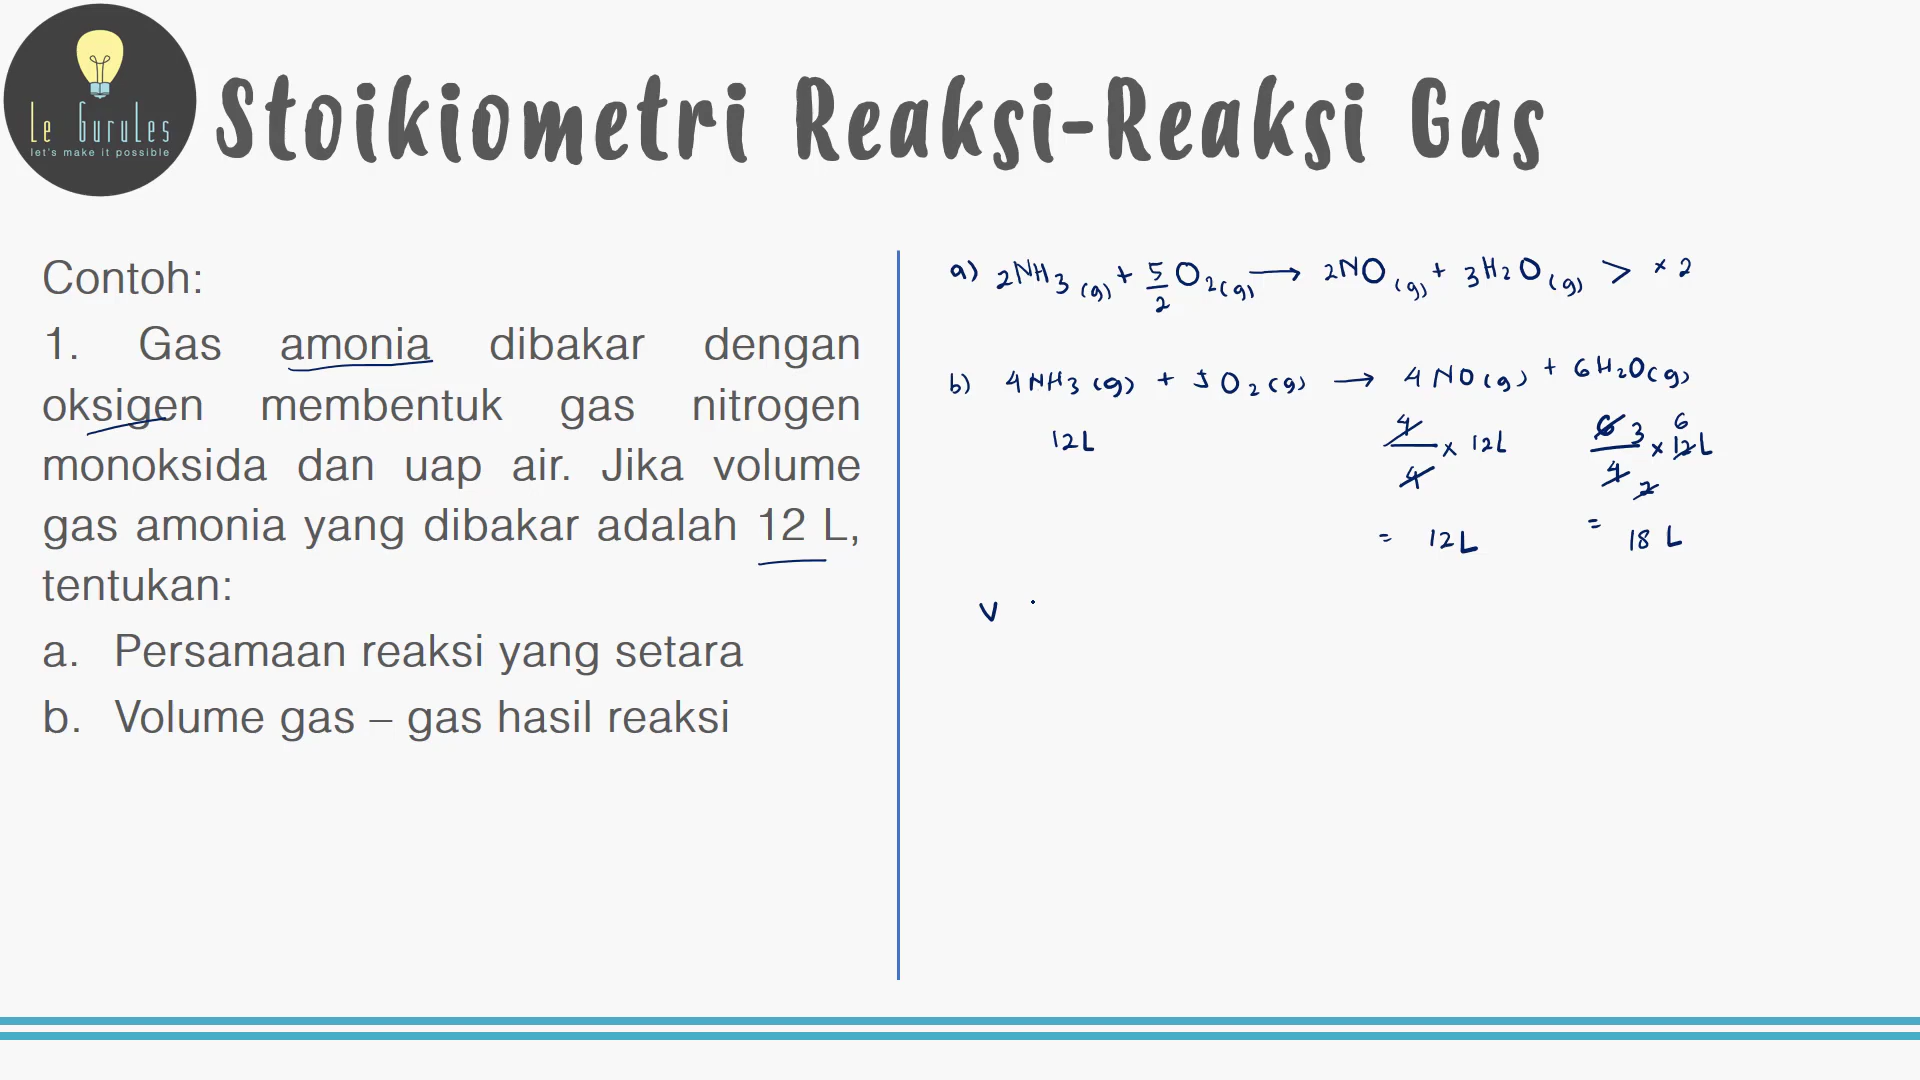 Le GuruLes
let's make it possible
Stoikiometri Reaksi-Reaksi Gas
Contoh:
1. Gas amonia dibakar dengan
oksigen membentuk gas nitrogen
monoksida dan uap air. Jika volume
gas amonia yang dibakar adalah 12 L,
tentukan:
a. Persamaan reaksi yang setara
b. Volume gas – gas hasil reaksi
a) 2NH3 (g) + 5/2 O2(g) → 2NO (g) + 3H2O (g) > × 2
b) 4NH3 (g) + 5O2 (g) → 4NO(g) + 6H2O(g)
12L 4/4 × 12L 6 3/4 2 × 12 6 L
= 12L = 18 L
V